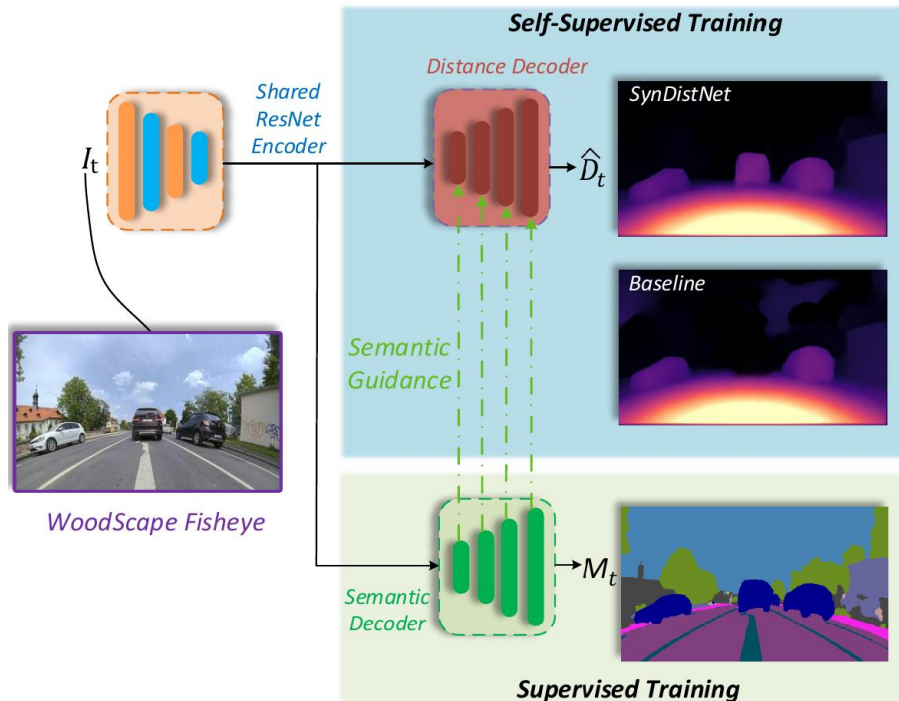 Self-Supervised Training
Distance Decoder
SynDistNet
Shared
ResNet
Encoder
I_t
D̂_t
Baseline
Semantic
Guidance
WoodScape Fisheye
M_t
Semantic
Decoder
Supervised Training